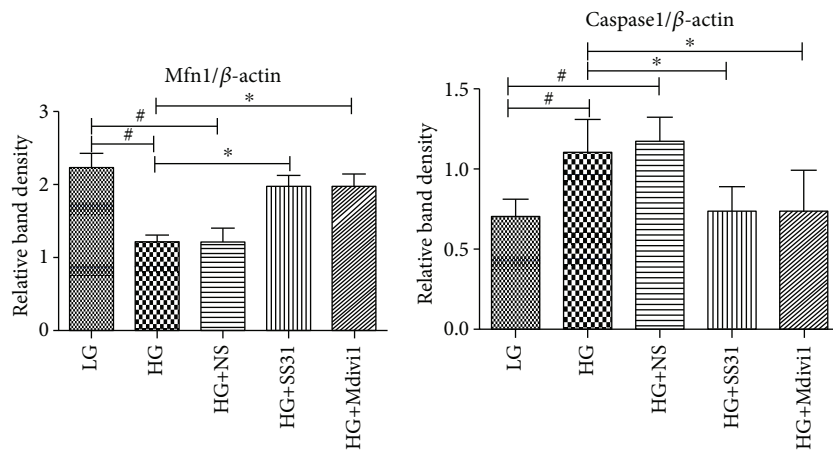 Mfn1/β-actin
Relative band density
3
2
1
0
#
#
*
*
LG
HG
HG+NS
HG+SS31
HG+Mdivi1
Caspase1/β-actin
Relative band density
1.5
1.0
0.5
0.0
*
*
#
#
LG
HG
HG+NS
HG+SS31
HG+Mdivi1